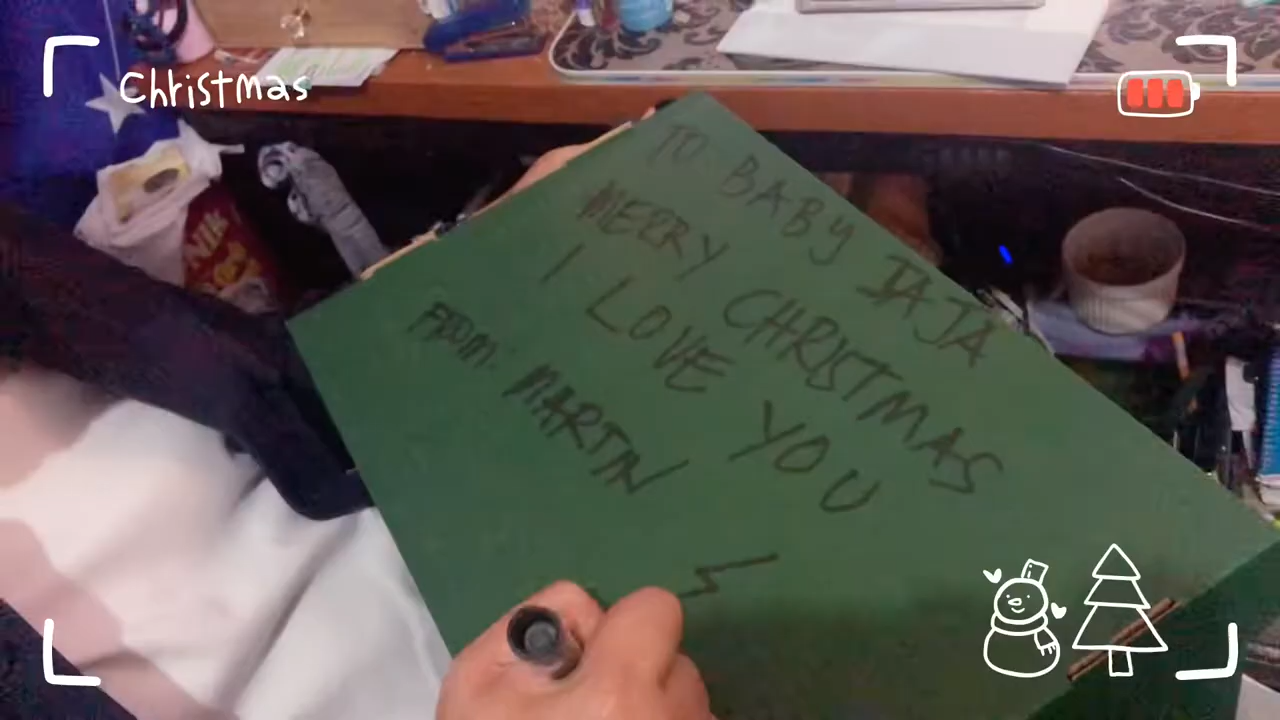 Christmas
TO BABY JAJA
MERRY CHRISTMAS
I LOVE YOU
FROM: MARTIN